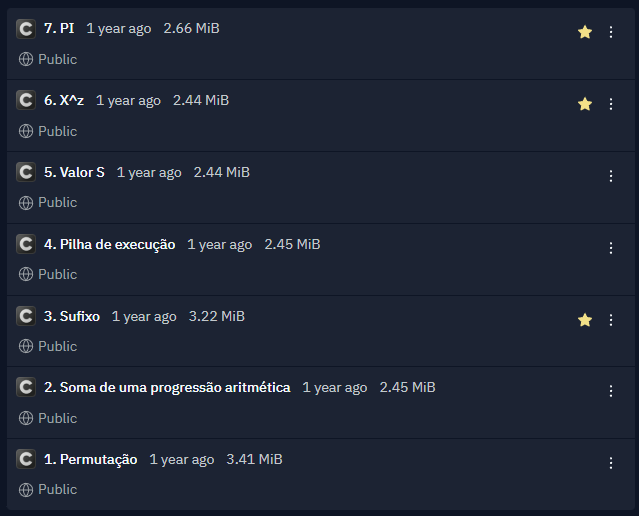 7. PI 1 year ago 2.66 MiB
Public
6. X^z 1 year ago 2.44 MiB
Public
5. Valor S 1 year ago 2.44 MiB
Public
4. Pilha de execução 1 year ago 2.45 MiB
Public
3. Sufixo 1 year ago 3.22 MiB
Public
2. Soma de uma progressão aritmética 1 year ago 2.45 MiB
Public
1. Permutação 1 year ago 3.41 MiB
Public